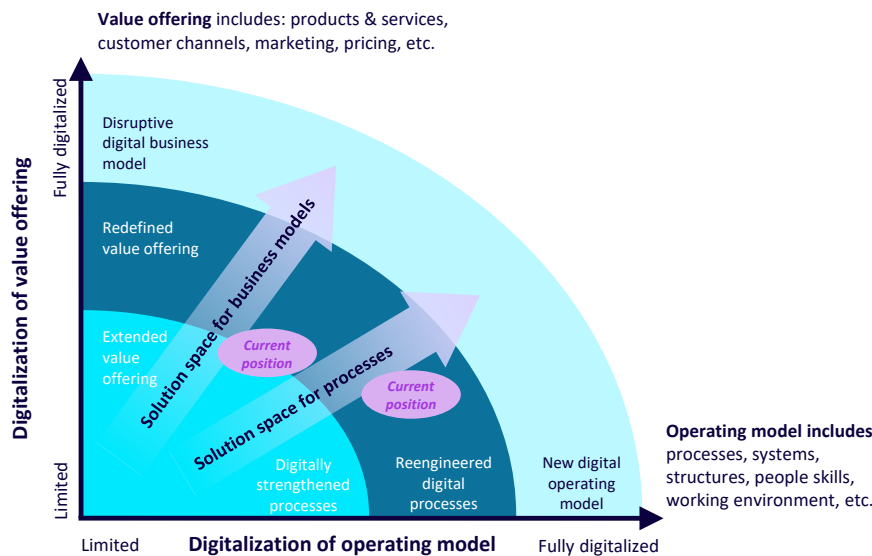 Value offering includes: products & services,
customer channels, marketing, pricing, etc.
Digitalization of value offering
Fully digitalized
Limited
Disruptive
digital business
model
Redefined
value offering
Extended
value
offering
Solution space for business models
Current
position
Solution space for processes
Current
position
Digitally
strengthened
processes
Reengineered
digital
processes
New digital
operating
model
Operating model includes
processes, systems,
structures, people skills,
working environment, etc.
Limited
Digitalization of operating model
Fully digitalized